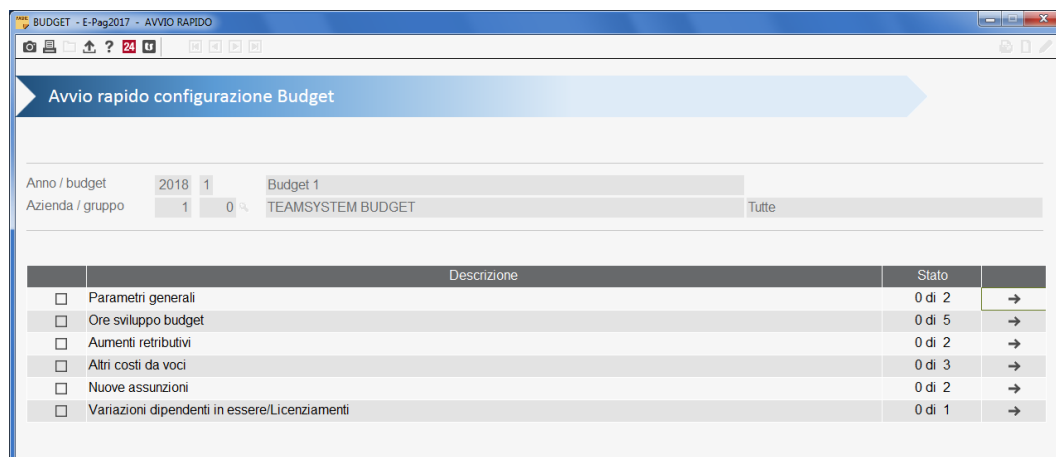 BUDGET - E-Pag2017 - AVVIO RAPIDO
? 24 U
Avvio rapido configurazione Budget
Anno / budget 2018 1 Budget 1
Azienda / gruppo 1 0 TEAMSYSTEM BUDGET Tutte
Descrizione Stato
Parametri generali 0 di 2
Ore sviluppo budget 0 di 5
Aumenti retributivi 0 di 2
Altri costi da voci 0 di 3
Nuove assunzioni 0 di 2
Variazioni dipendenti in essere/Licenziamenti 0 di 1